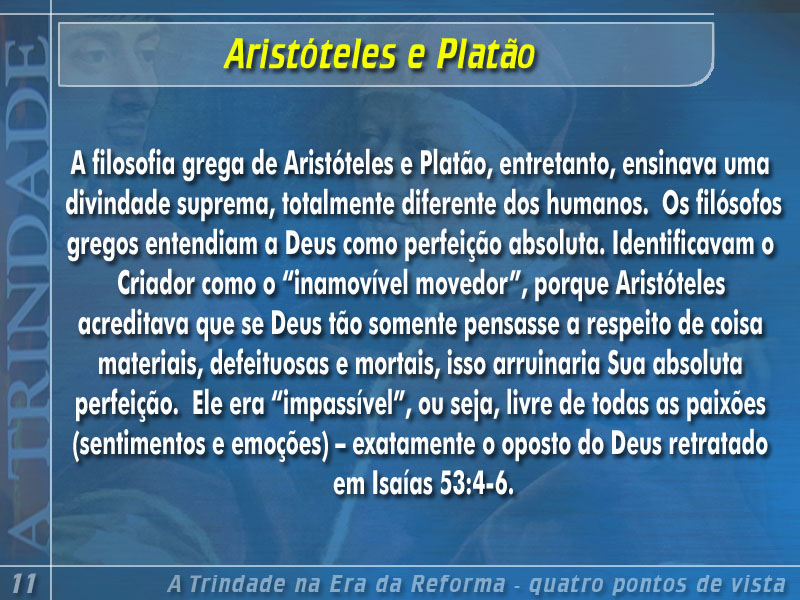 A TRINDADE
Aristóteles e Platão
A filosofia grega de Aristóteles e Platão, entretanto, ensinava uma
divindade suprema, totalmente diferente dos humanos.  Os filósofos
gregos entendiam a Deus como perfeição absoluta. Identificavam o
Criador como o “inamovível movedor”, porque Aristóteles
acreditava que se Deus tão somente pensasse a respeito de coisa
materiais, defeituosas e mortais, isso arruinaria Sua absoluta
perfeição.  Ele era “impassível”, ou seja, livre de todas as paixões
(sentimentos e emoções) – exatamente o oposto do Deus retratado
em Isaías 53:4-6.
11
A Trindade na Era da Reforma - quatro pontos de vista